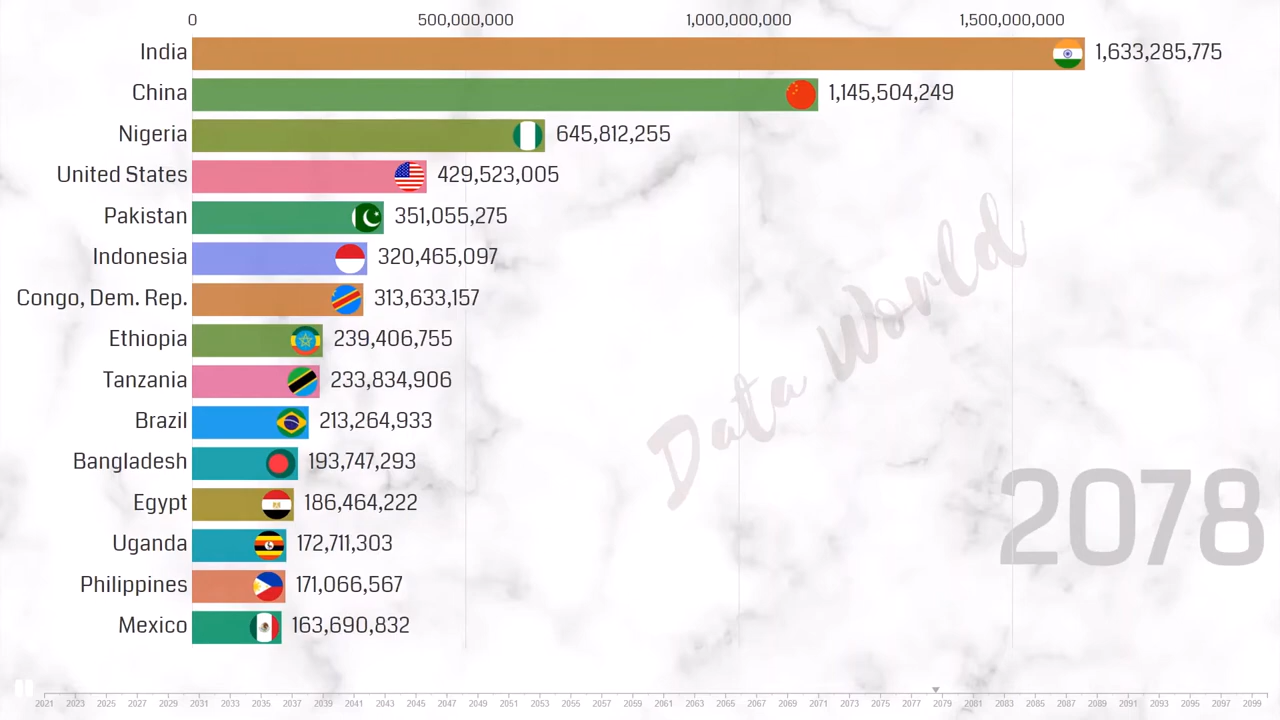 0 500,000,000 1,000,000,000 1,500,000,000
India 1,633,285,775
China 1,145,504,249
Nigeria 645,812,255
United States 429,523,005
Pakistan 351,055,275
Indonesia 320,465,097
Congo, Dem. Rep. 313,633,157
Ethiopia 239,406,755
Tanzania 233,834,906
Brazil 213,264,933
Bangladesh 193,747,293
Egypt 186,464,222
Uganda 172,711,303
Philippines 171,066,567
Mexico 163,690,832
Data World
2078
2021 2023 2025 2027 2029 2031 2033 2035 2037 2039 2041 2043 2045 2047 2049 2051 2053 2055 2057 2059 2061 2063 2065 2067 2069 2071 2073 2075 2077 2079 2081 2083 2085 2087 2089 2091 2093 2095 2097 2099